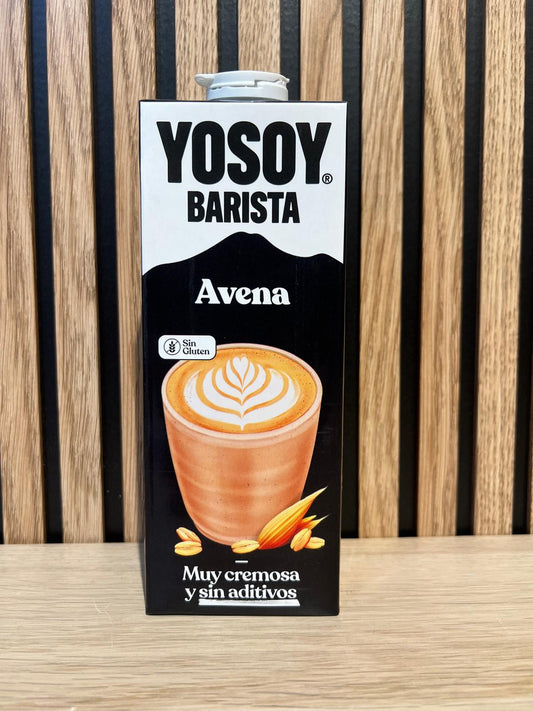 YOSOY®
BARISTA
Avena
Sin
Gluten
Muy cremosa
y sin aditivos